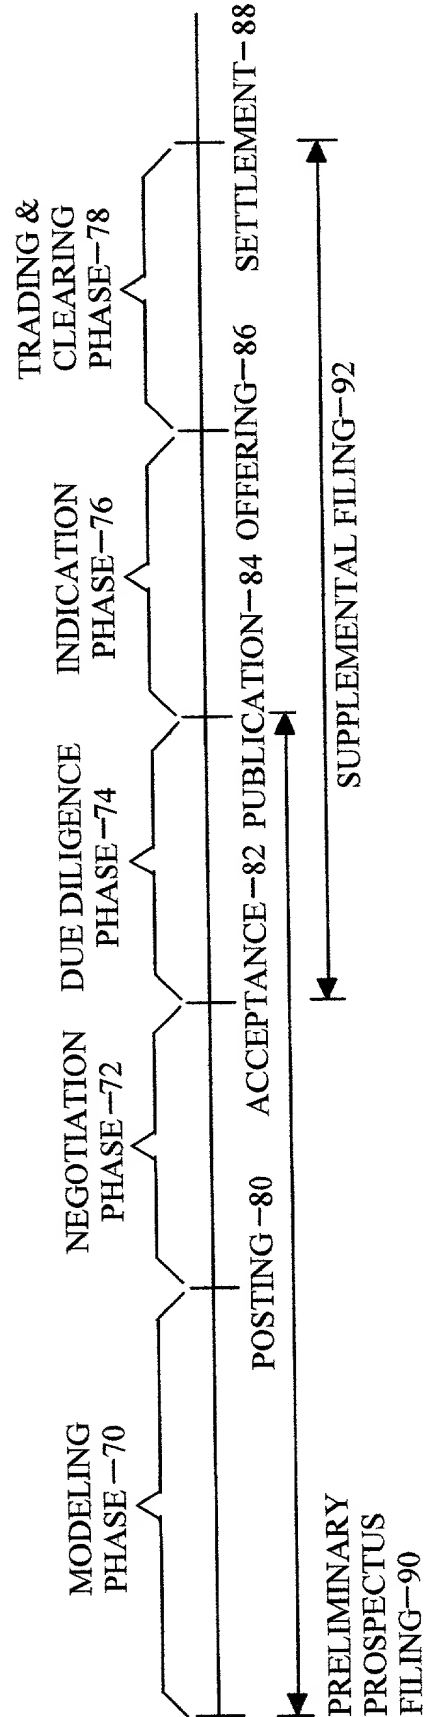 MODELING
PHASE—70
NEGOTIATION
PHASE—72
DUE DILIGENCE
PHASE—74
INDICATION
PHASE—76
TRADING &
CLEARING
PHASE—78
POSTING—80
ACCEPTANCE—82
PUBLICATION—84
OFFERING—86
SETTLEMENT—88
PRELIMINARY
PROSPECTUS
FILING—90
SUPPLEMENTAL FILING—92